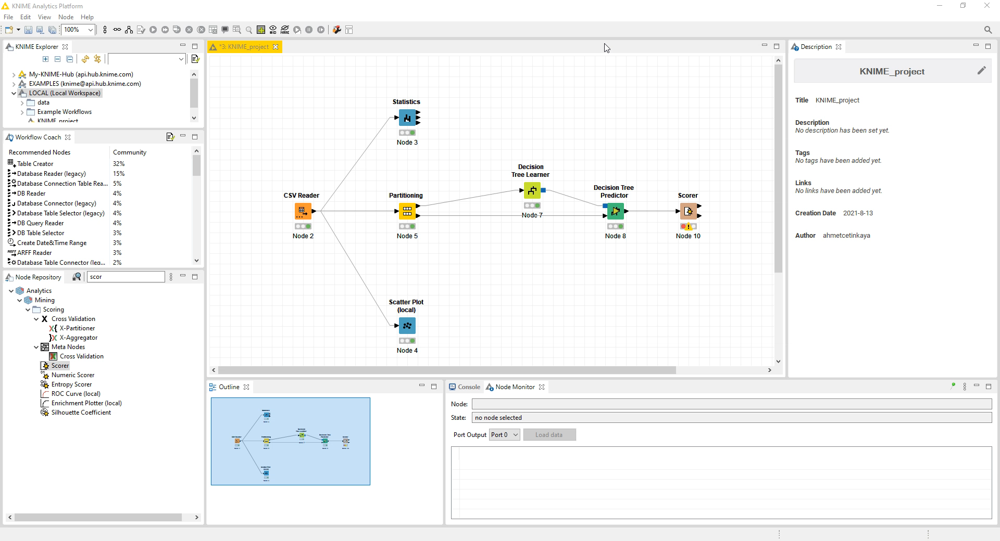 KNIME Analytics Platform
File Edit View Node Help
100%
#ID
NAME
KNIME Explorer
My-KNIME-Hub (api.hub.knime.com)
EXAMPLES (knime@api.hub.knime.com)
LOCAL (Local Workspace)
data
Example Workflows
KNIME_project
Workflow Coach
Recommended Nodes Community
Table Creator 32%
Database Reader (legacy) 15%
Database Connection Table Rea... 5%
DB Reader 4%
Database Connector (legacy) 4%
Database Table Selector (legacy) 4%
DB Query Reader 4%
DB Table Selector 3%
Create Date&Time Range 3%
ARFF ARFF Reader 3%
Database Table Connector (leg... 2%
Node Repository
scor
Analytics
Mining
Scoring
Cross Validation
X-Partitioner
X-Aggregator
Meta Nodes
Cross Validation
Scorer
Numeric Scorer
Entropy Scorer
ROC Curve (local)
Enrichment Plotter (local)
Silhouette Coefficient
*3: KNIME_project
Statistics
Node 3
CSV Reader
Node 2
Partitioning
Node 5
Decision
Tree Learner
Node 7
Decision Tree
Predictor
Node 8
Scorer
Node 10
Scatter Plot
(local)
Node 4
Outline
Console
Node Monitor
Node:
State: no node selected
Port Output Port 0 Load data
Description
KNIME_project
Title KNIME_project
Description
No description has been set yet.
Tags
No tags have been added yet.
Links
No links have been added yet.
Creation Date 2021-8-13
Author ahmetcetinkaya